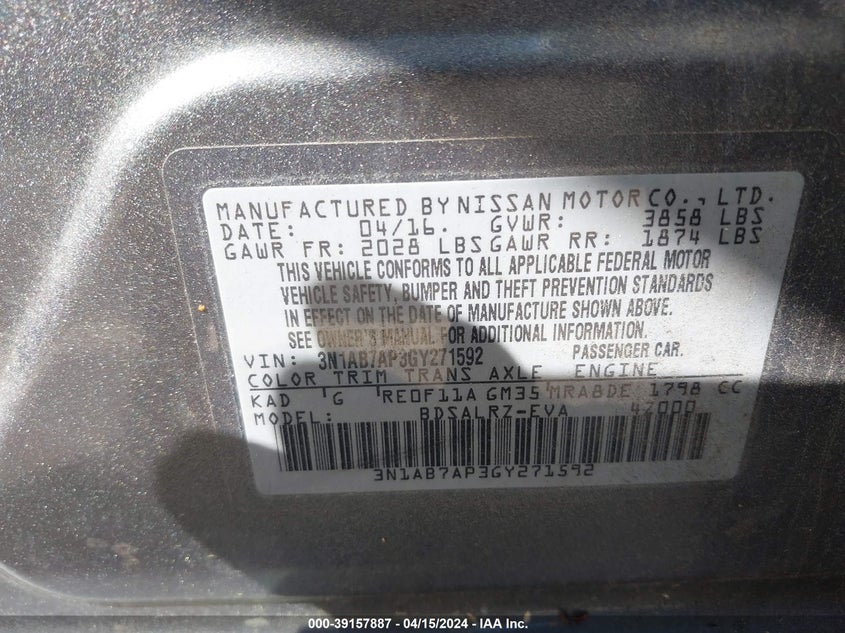 MANUFACTURED BY NISSAN MOTOR CO., LTD.
DATE: 04/16. GVWR: 3858 LBS
GAWR FR: 2028 LBS GAWR RR: 1874 LBS
THIS VEHICLE CONFORMS TO ALL APPLICABLE FEDERAL MOTOR
VEHICLE SAFETY, BUMPER AND THEFT PREVENTION STANDARDS
IN EFFECT ON THE DATE OF MANUFACTURE SHOWN ABOVE.
SEE OWNER'S MANUAL FOR ADDITIONAL INFORMATION.
VIN: 3N1AB7AP3GY271592 PASSENGER CAR.
COLOR TRIM TRANS AXLE ENGINE
KAD G RE0F11A GM35 MRA8DE 1798 CC
MODEL: BDSALRZ-EVA 47000
3N1AB7AP3GY271592
000-39157887 - 04/15/2024 - IAA Inc.